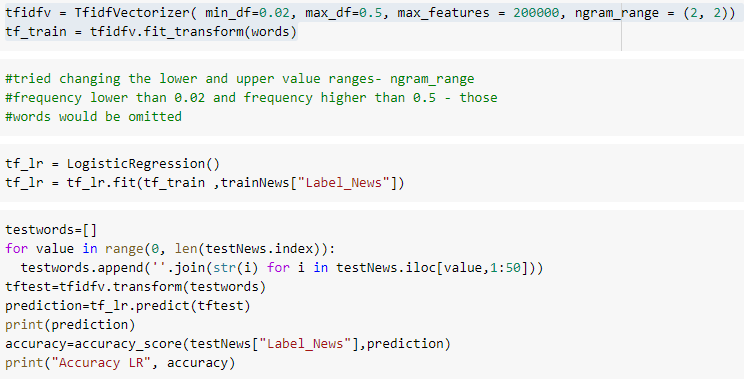 tfidfv = TfidfVectorizer( min_df=0.02, max_df=0.5, max_features = 200000, ngram_range = (2, 2))
tf_train = tfidfv.fit_transform(words)
#tried changing the lower and upper value ranges- ngram_range
#frequency lower than 0.02 and frequency higher than 0.5 - those
#words would be omitted
tf_lr = LogisticRegression()
tf_lr = tf_lr.fit(tf_train ,trainNews["Label_News"])
testwords=[]
for value in range(0, len(testNews.index)):
  testwords.append(''.join(str(i) for i in testNews.iloc[value,1:50]))
tftest=tfidfv.transform(testwords)
prediction=tf_lr.predict(tftest)
print(prediction)
accuracy=accuracy_score(testNews["Label_News"],prediction)
print("Accuracy LR", accuracy)